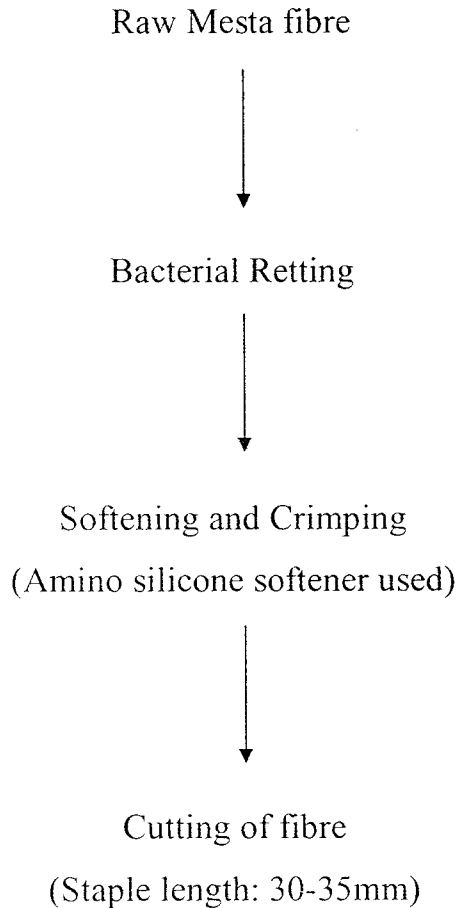 Raw Mesta fibre
Bacterial Retting
Softening and Crimping
(Amino silicone softener used)
Cutting of fibre
(Staple length: 30-35mm)